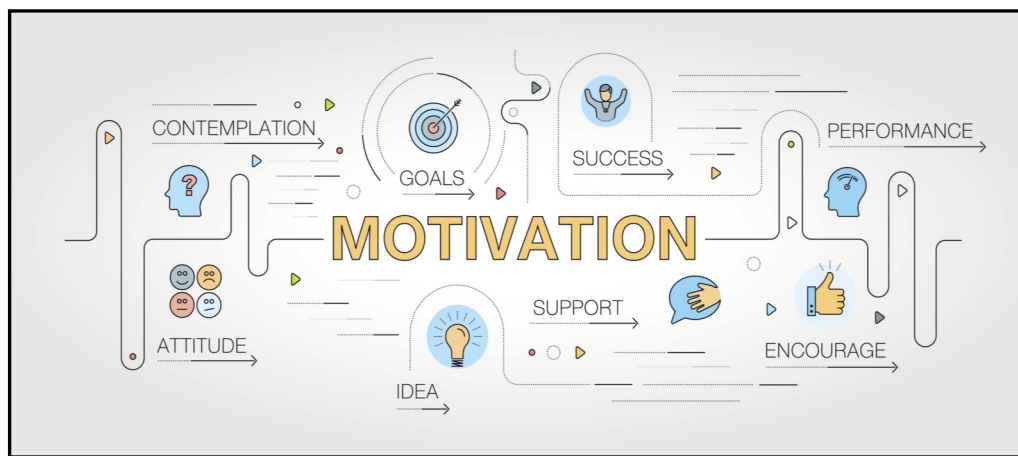 CONTEMPLATION
GOALS
SUCCESS
PERFORMANCE
?
MOTIVATION
ATTITUDE
IDEA
SUPPORT
ENCOURAGE